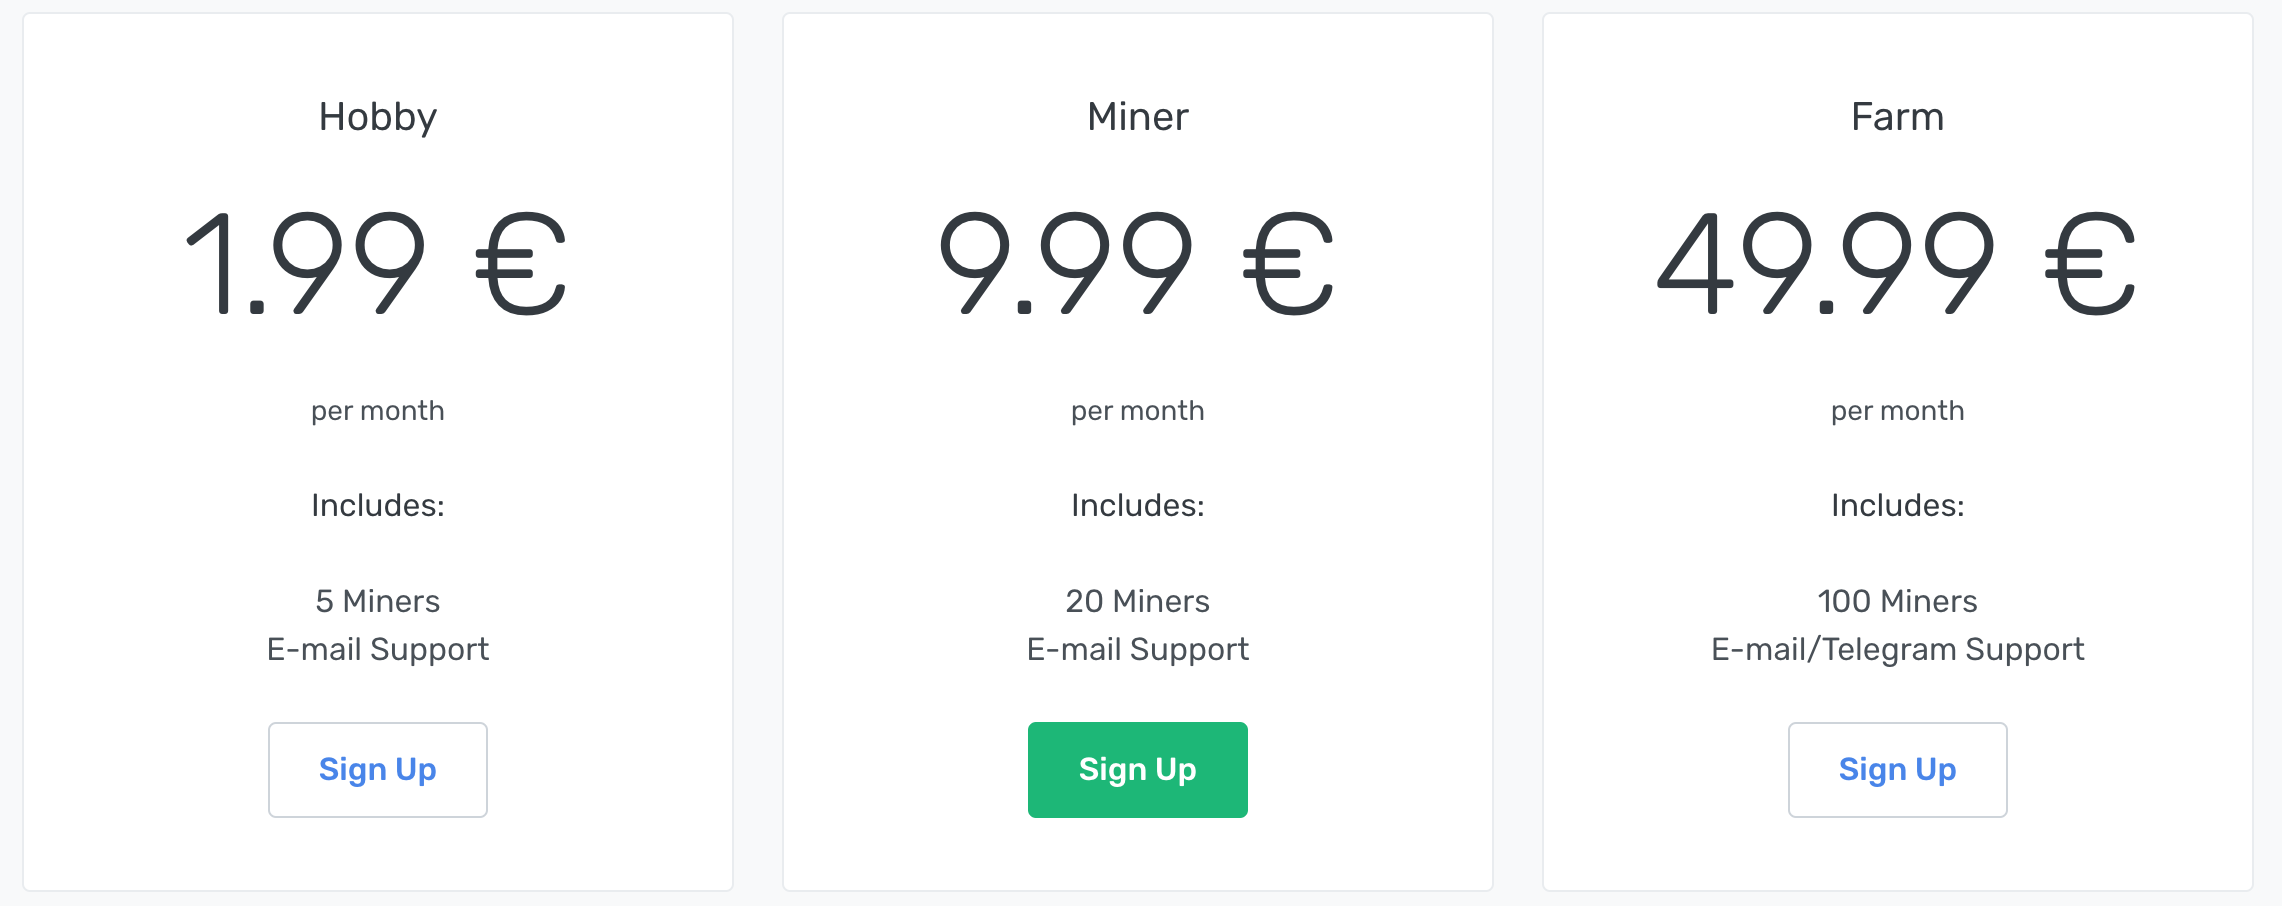 Hobby
1.99 €
per month
Includes:
5 Miners
E-mail Support
Sign Up
Miner
9.99 €
per month
Includes:
20 Miners
E-mail Support
Sign Up
Farm
49.99 €
per month
Includes:
100 Miners
E-mail/Telegram Support
Sign Up